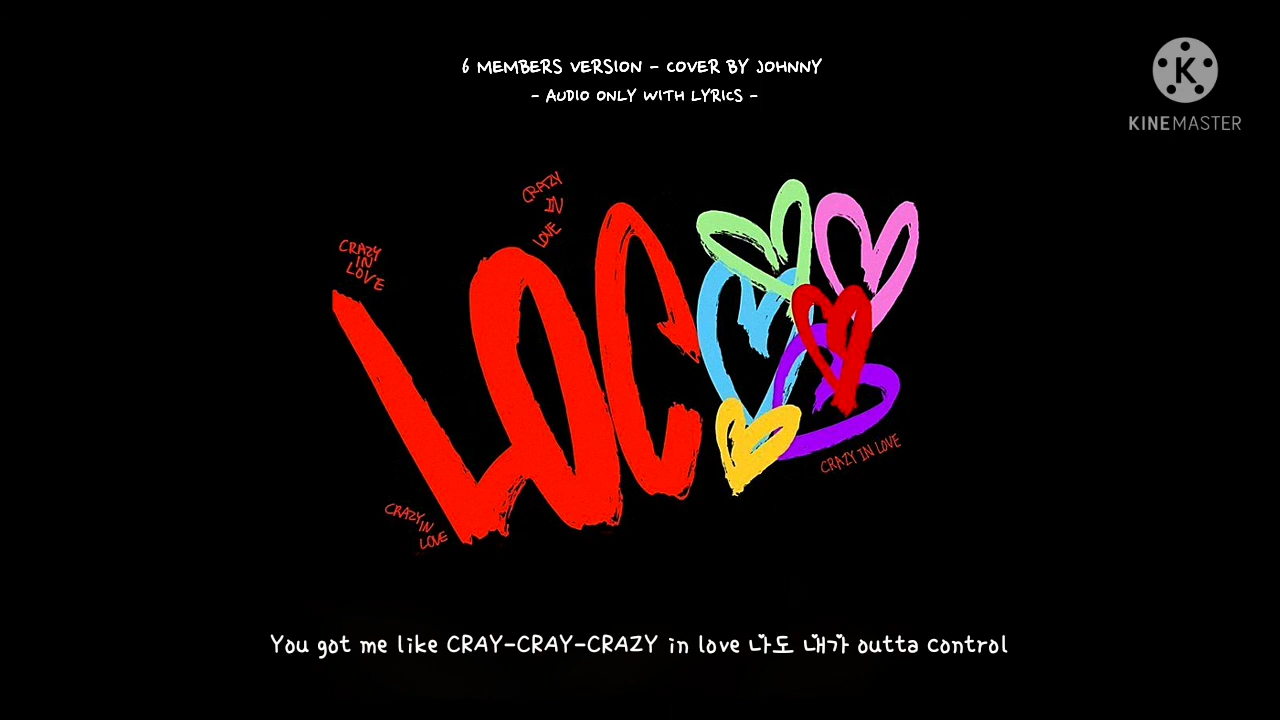 6 MEMBERS VERSION - COVER BY JOHNNY
- AUDIO ONLY WITH LYRICS -
K
KINEMASTER
CRAZY
IN
LOVE
CRAZY
IN
LOVE
LOC
CRAZY IN LOVE
CRAZY
IN
LOVE
You got me like CRAY-CRAY-CRAZY in love 나도 내가 outta control